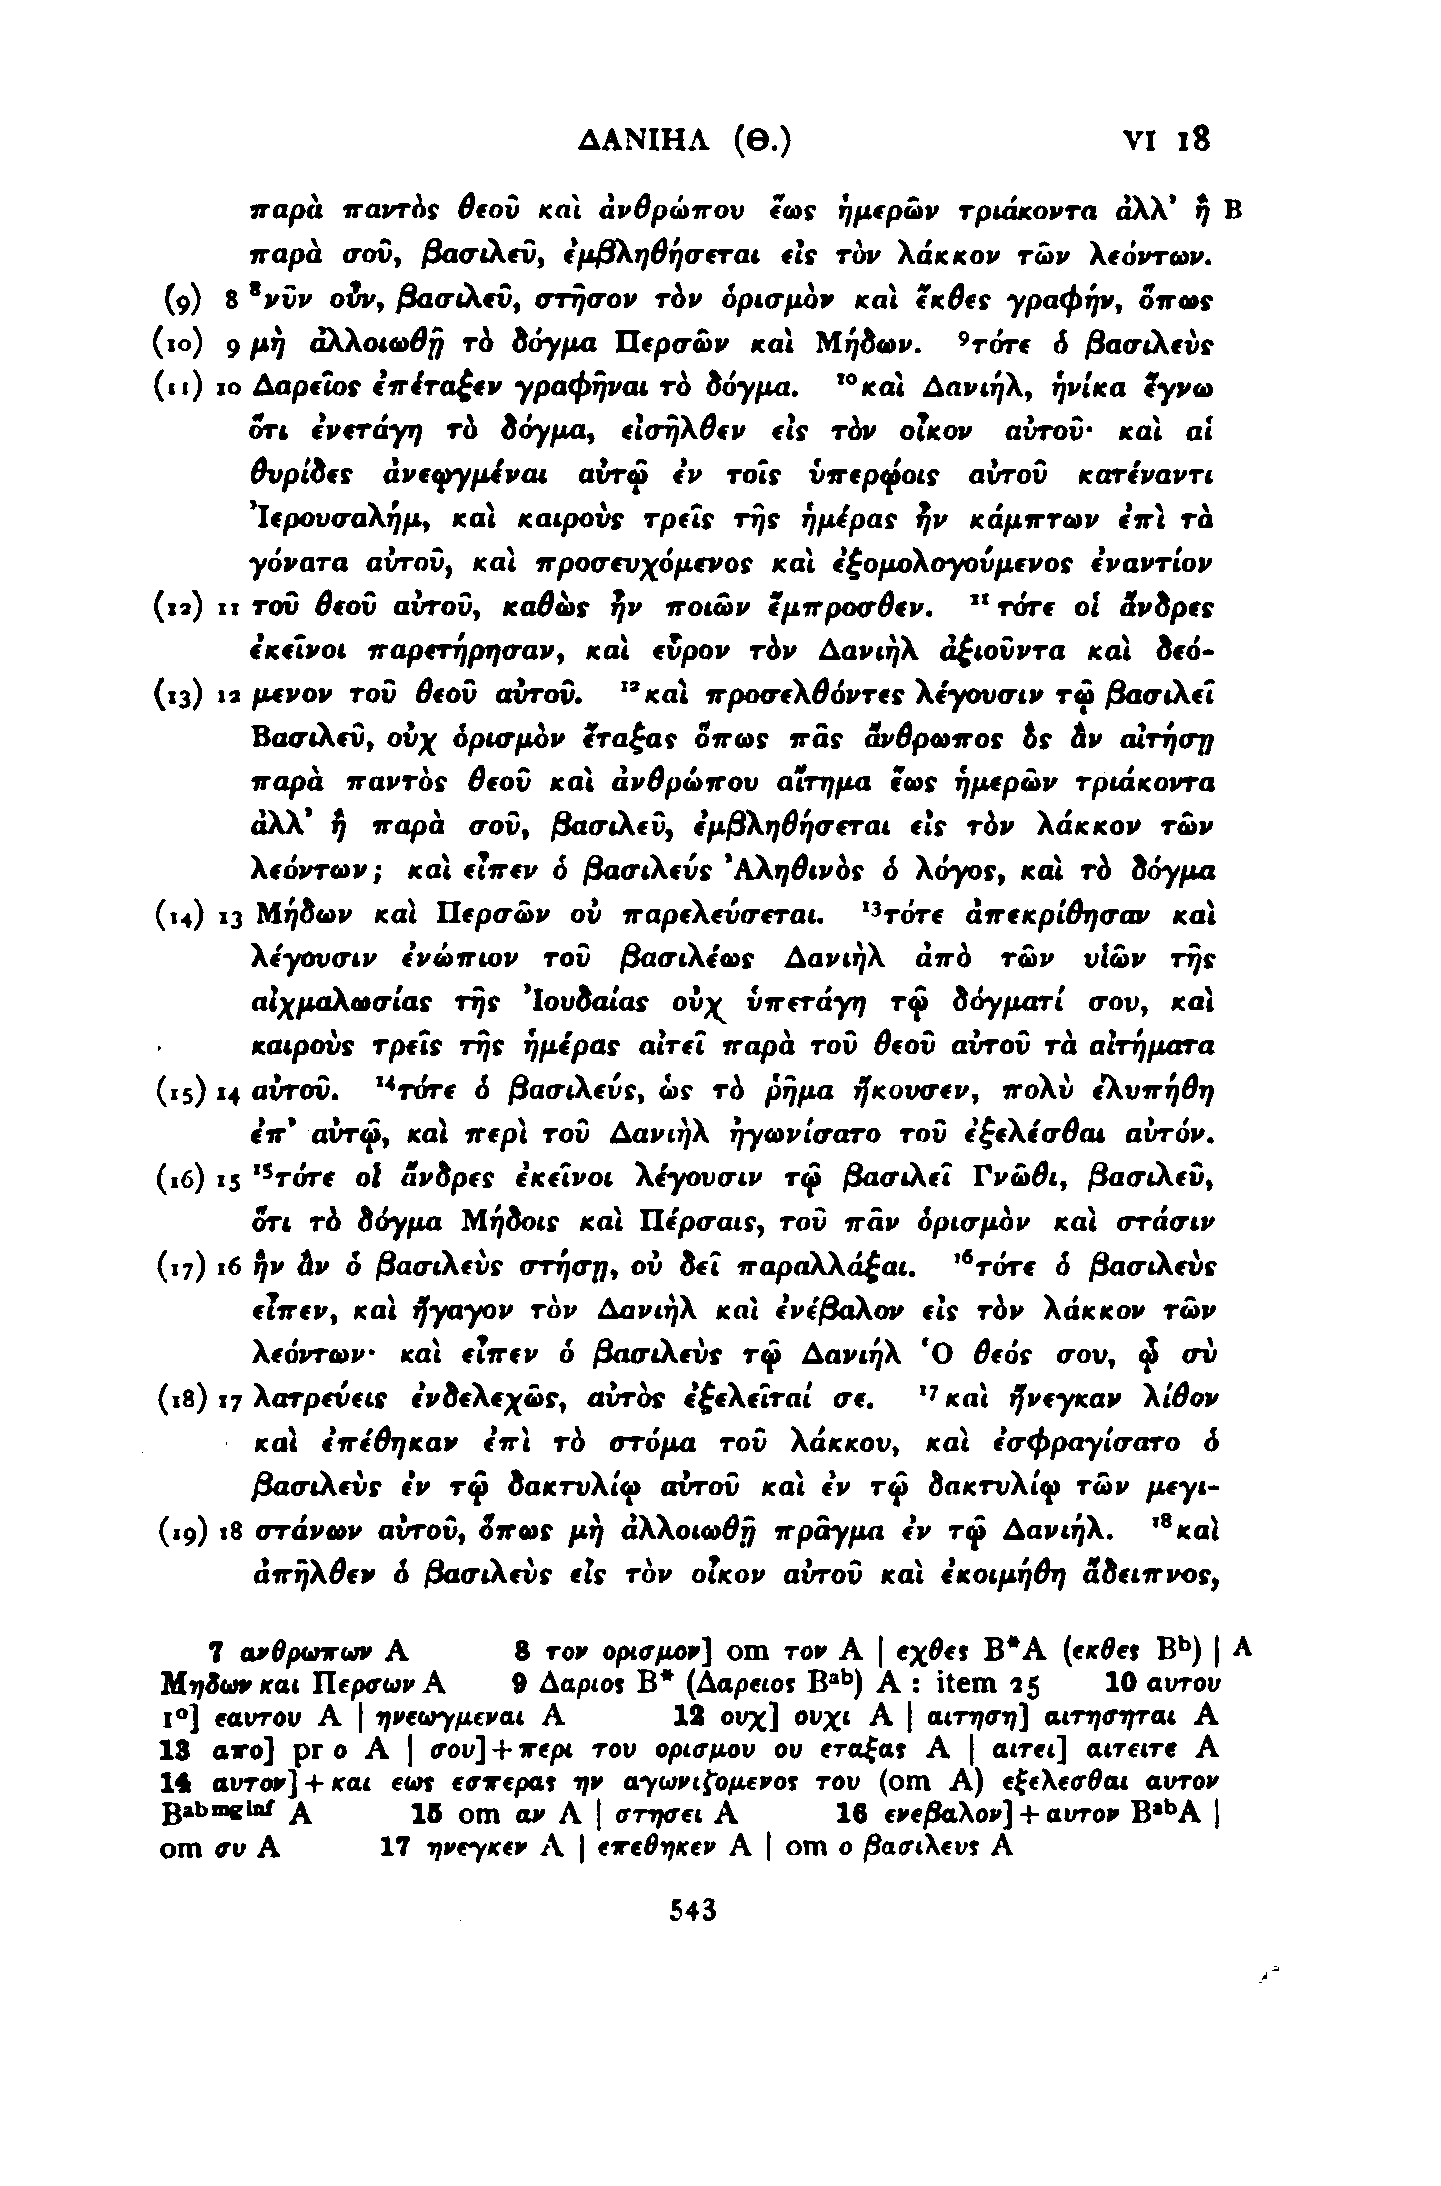 ΔΑΝΙΗΛ (Θ.) VI 18
παρὰ παντὸς θεοῦ καὶ ἀνθρώπου ἕως ἡμερῶν τριάκοντα ἀλλ᾽ ἢ B
παρὰ σοῦ, βασιλεῦ, ἐμβληθήσεται εἰς τὸν λάκκον τῶν λεόντων.
(9) 8 ⁸νῦν οὖν, βασιλεῦ, στῆσον τὸν ὁρισμὸν καὶ ἔκθες γραφήν, ὅπως
(10) 9 μὴ ἀλλοιωθῇ τὸ δόγμα Περσῶν καὶ Μήδων. ⁹τότε ὁ βασιλεὺς
(11) 10 Δαρεῖος ἐπέταξεν γραφῆναι τὸ δόγμα. ¹⁰καὶ Δανιήλ, ἡνίκα ἔγνω
ὅτι ἐνετάγη τὸ δόγμα, εἰσῆλθεν εἰς τὸν οἶκον αὐτοῦ· καὶ αἱ
θυρίδες ἀνεῳγμέναι αὐτῷ ἐν τοῖς ὑπερῴοις αὐτοῦ κατέναντι
Ἰερουσαλήμ, καὶ καιροὺς τρεῖς τῆς ἡμέρας ἦν κάμπτων ἐπὶ τὰ
γόνατα αὐτοῦ, καὶ προσευχόμενος καὶ ἐξομολογούμενος ἐναντίον
(12) 11 τοῦ θεοῦ αὐτοῦ, καθὼς ἦν ποιῶν ἔμπροσθεν. ¹¹τότε οἱ ἄνδρες
ἐκεῖνοι παρετήρησαν, καὶ εὗρον τὸν Δανιὴλ ἀξιοῦντα καὶ δεό-
(13) 12 μενον τοῦ θεοῦ αὐτοῦ. ¹²καὶ προσελθόντες λέγουσιν τῷ βασιλεῖ
Βασιλεῦ, οὐχ ὁρισμὸν ἔταξας ὅπως πᾶς ἄνθρωπος ὃς ἂν αἰτήσῃ
παρὰ παντὸς θεοῦ καὶ ἀνθρώπου αἴτημα ἕως ἡμερῶν τριάκοντα
ἀλλ᾽ ἢ παρὰ σοῦ, βασιλεῦ, ἐμβληθήσεται εἰς τὸν λάκκον τῶν
λεόντων; καὶ εἶπεν ὁ βασιλεύς Ἀληθινὸς ὁ λόγος, καὶ τὸ δόγμα
(14) 13 Μήδων καὶ Περσῶν οὐ παρελεύσεται. ¹³τότε ἀπεκρίθησαν καὶ
λέγουσιν ἐνώπιον τοῦ βασιλέως Δανιὴλ ἀπὸ τῶν υἱῶν τῆς
αἰχμαλωσίας τῆς Ἰουδαίας οὐχ ὑπετάγη τῷ δόγματί σου, καὶ
καιροὺς τρεῖς τῆς ἡμέρας αἰτεῖ παρὰ τοῦ θεοῦ αὐτοῦ τὰ αἰτήματα
(15) 14 αὐτοῦ. ¹⁴τότε ὁ βασιλεύς, ὡς τὸ ῥῆμα ἤκουσεν, πολὺ ἐλυπήθη
ἐπ᾽ αὐτῷ, καὶ περὶ τοῦ Δανιὴλ ἠγωνίσατο τοῦ ἐξελέσθαι αὐτόν.
(16) 15 ¹⁵τότε οἱ ἄνδρες ἐκεῖνοι λέγουσιν τῷ βασιλεῖ Γνῶθι, βασιλεῦ,
ὅτι τὸ δόγμα Μήδοις καὶ Πέρσαις, τοῦ πᾶν ὁρισμὸν καὶ στάσιν
(17) 16 ἣν ἂν ὁ βασιλεὺς στήσῃ, οὐ δεῖ παραλλάξαι. ¹⁶τότε ὁ βασιλεὺς
εἶπεν, καὶ ἤγαγον τὸν Δανιὴλ καὶ ἐνέβαλον εἰς τὸν λάκκον τῶν
λεόντων· καὶ εἶπεν ὁ βασιλεὺς τῷ Δανιήλ Ὁ θεός σου, ᾧ σὺ
(18) 17 λατρεύεις ἐνδελεχῶς, αὐτὸς ἐξελεῖταί σε. ¹⁷καὶ ἤνεγκαν λίθον
καὶ ἐπέθηκαν ἐπὶ τὸ στόμα τοῦ λάκκου, καὶ ἐσφραγίσατο ὁ
βασιλεὺς ἐν τῷ δακτυλίῳ αὐτοῦ καὶ ἐν τῷ δακτυλίῳ τῶν μεγι-
(19) 18 στάνων αὐτοῦ, ὅπως μὴ ἀλλοιωθῇ πρᾶγμα ἐν τῷ Δανιήλ. ¹⁸καὶ
ἀπῆλθεν ὁ βασιλεὺς εἰς τὸν οἶκον αὐτοῦ καὶ ἐκοιμήθη ἄδειπνος,
7 ανθρωπων A 8 τον ορισμον] om τον A | εχθες B*A (εκθες Bᵇ) | A
Μηδων και Περσων A 9 Δαριος B* (Δαρειος Bᵃᵇ) A : item 25 10 αυτου
1°] εαυτου A | ηνεωγμεναι A 12 ουχ] ουχι A | αιτηση] αιτησηται A
13 απο] pr ο A | σου]+περι του ορισμου ου εταξας A | αιτει] αιτειτε A
14 αυτον]+και εως εσπερας ην αγωνιζομενος του (om A) εξελεσθαι αυτον
Bᵃᵇ ᵐᵍ ⁱⁿᶠ A 15 om αν A | στησει A 16 ενεβαλον]+αυτον BᵃᵇA |
om συ A 17 ηνεγκεν A | επεθηκεν A | om ο βασιλευς A
543